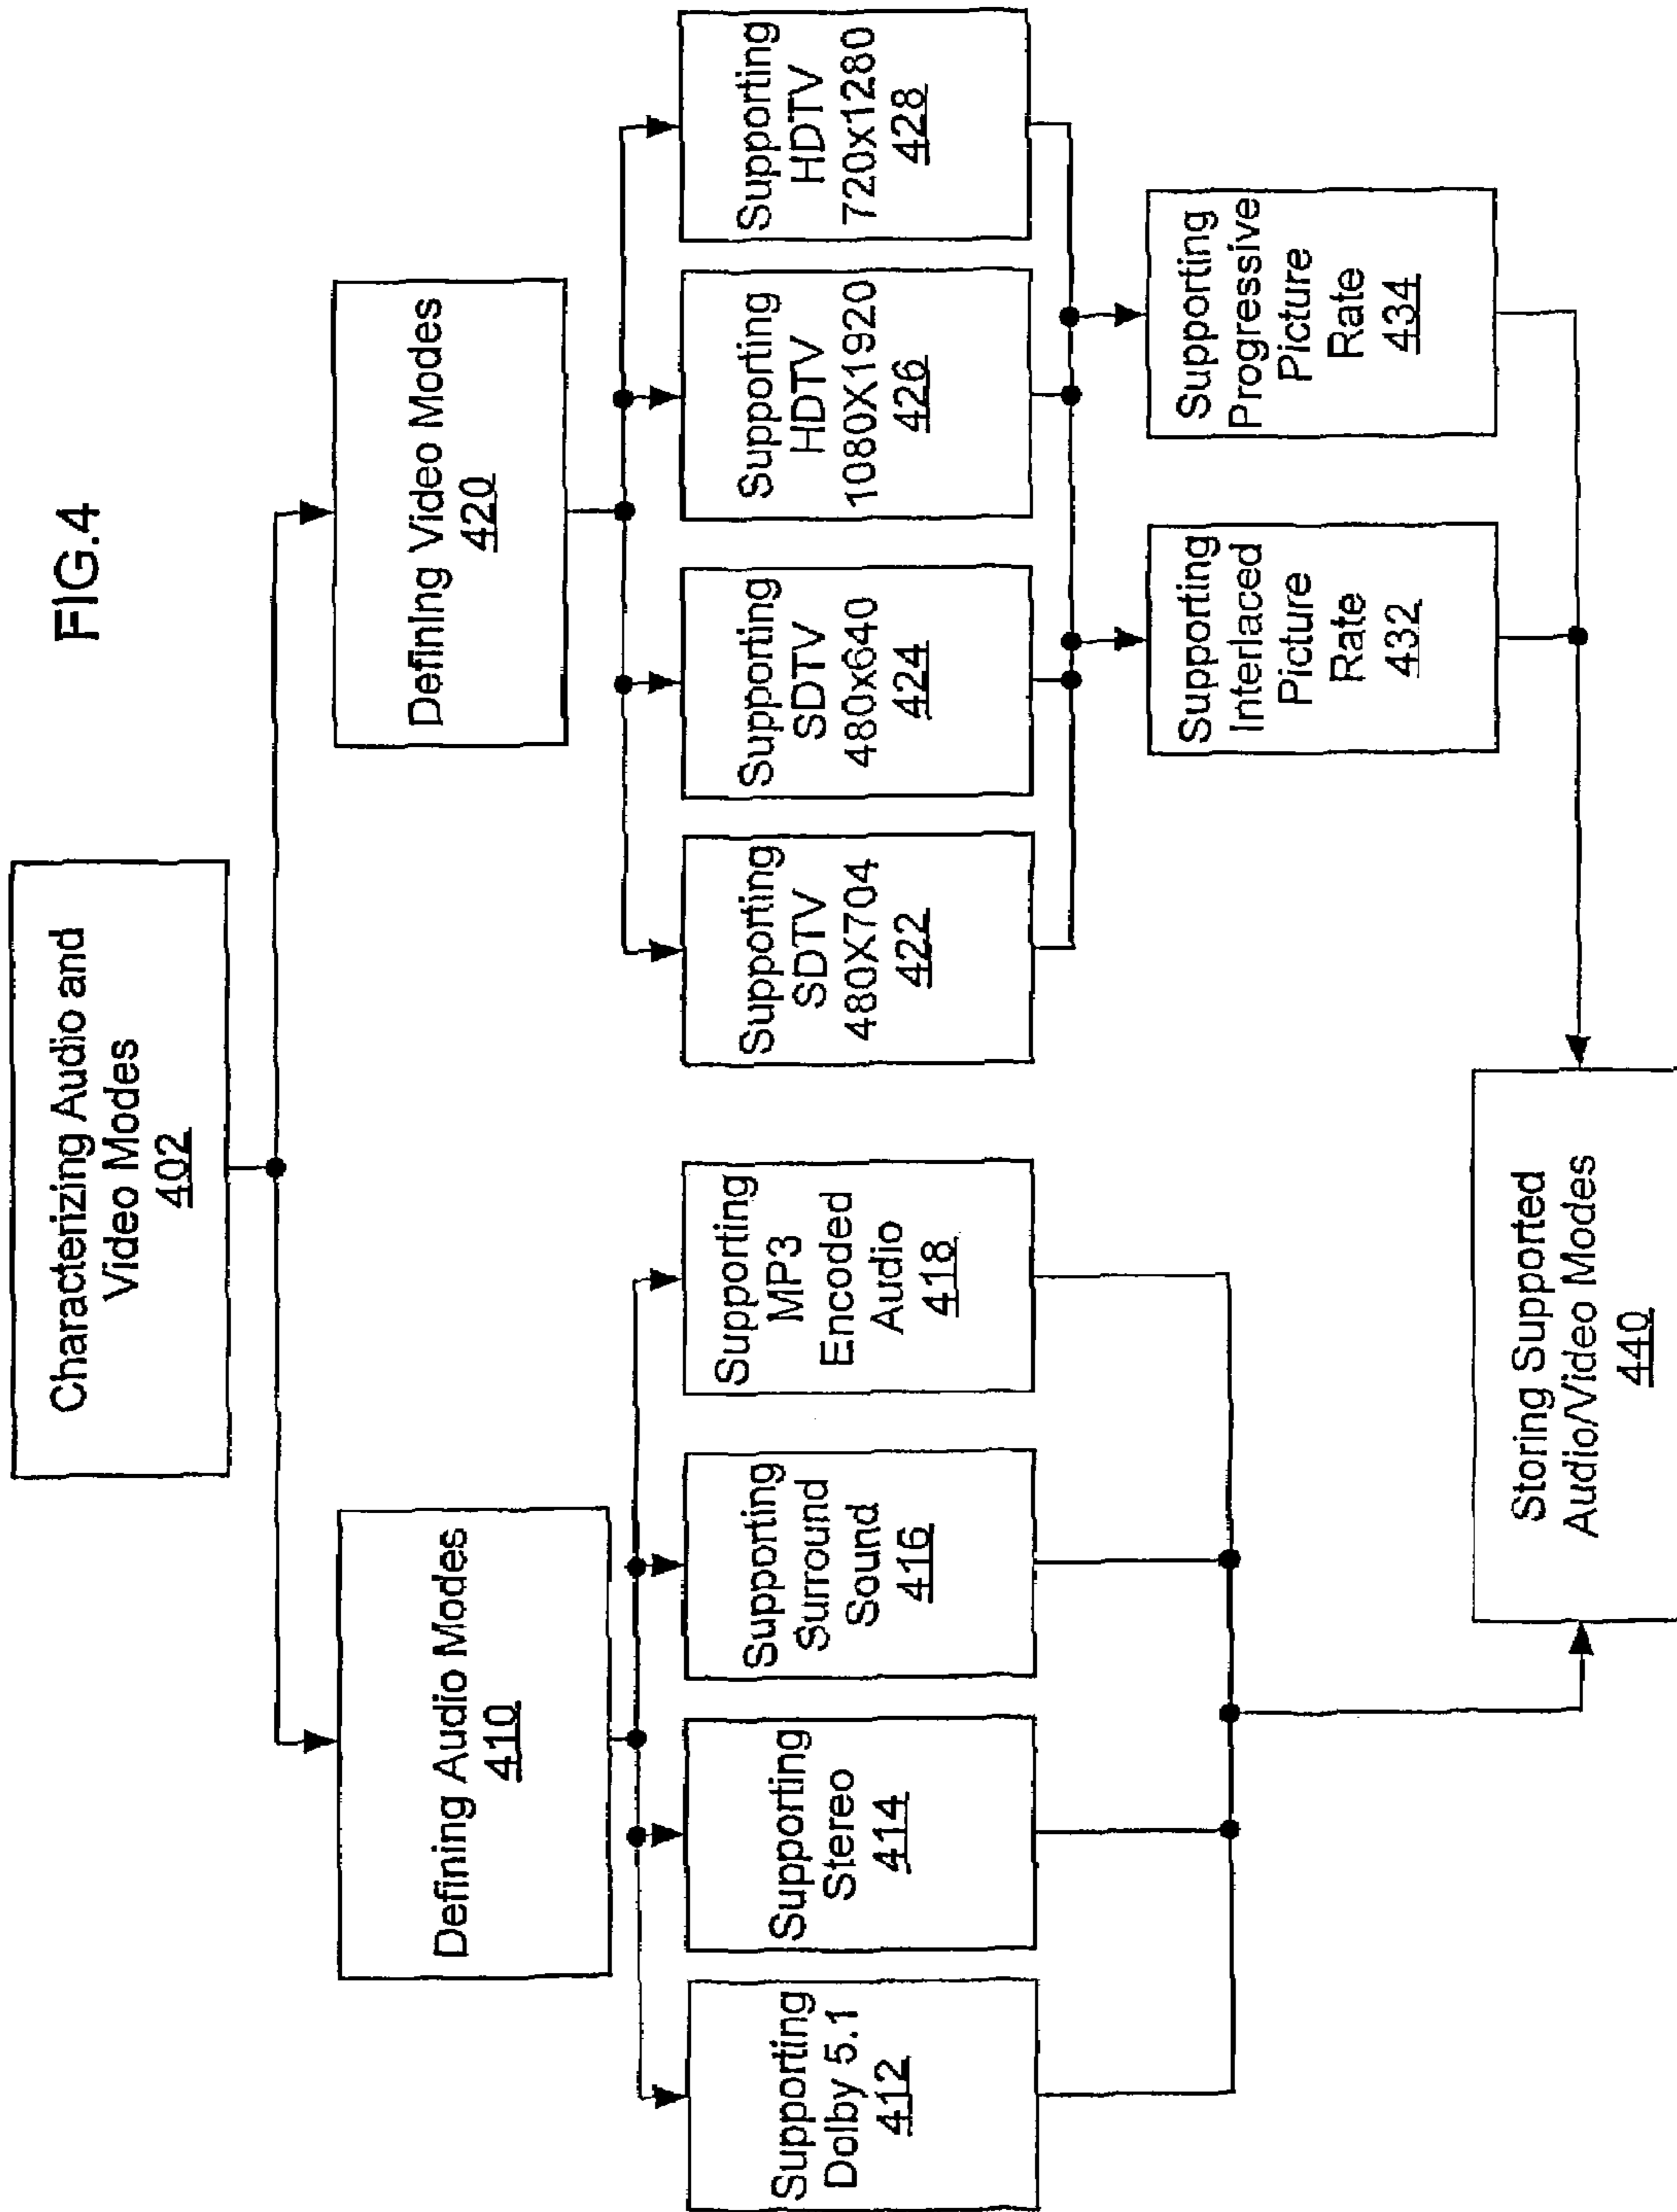 FIG.4
Characterizing Audio and
Video Modes
402
Defining Audio Modes
410
Defining Video Modes
420
Supporting
Dolby 5.1
412
Supporting
Stereo
414
Supporting
Surround
Sound
416
Supporting
MP3
Encoded
Audio
418
Supporting
SDTV
480X704
422
Supporting
SDTV
480x640
424
Supporting
HDTV
1080X1920
426
Supporting
HDTV
720x1280
428
Supporting
Interlaced
Picture
Rate
432
Supporting
Progressive
Picture
Rate
434
Storing Supported
Audio/Video Modes
440